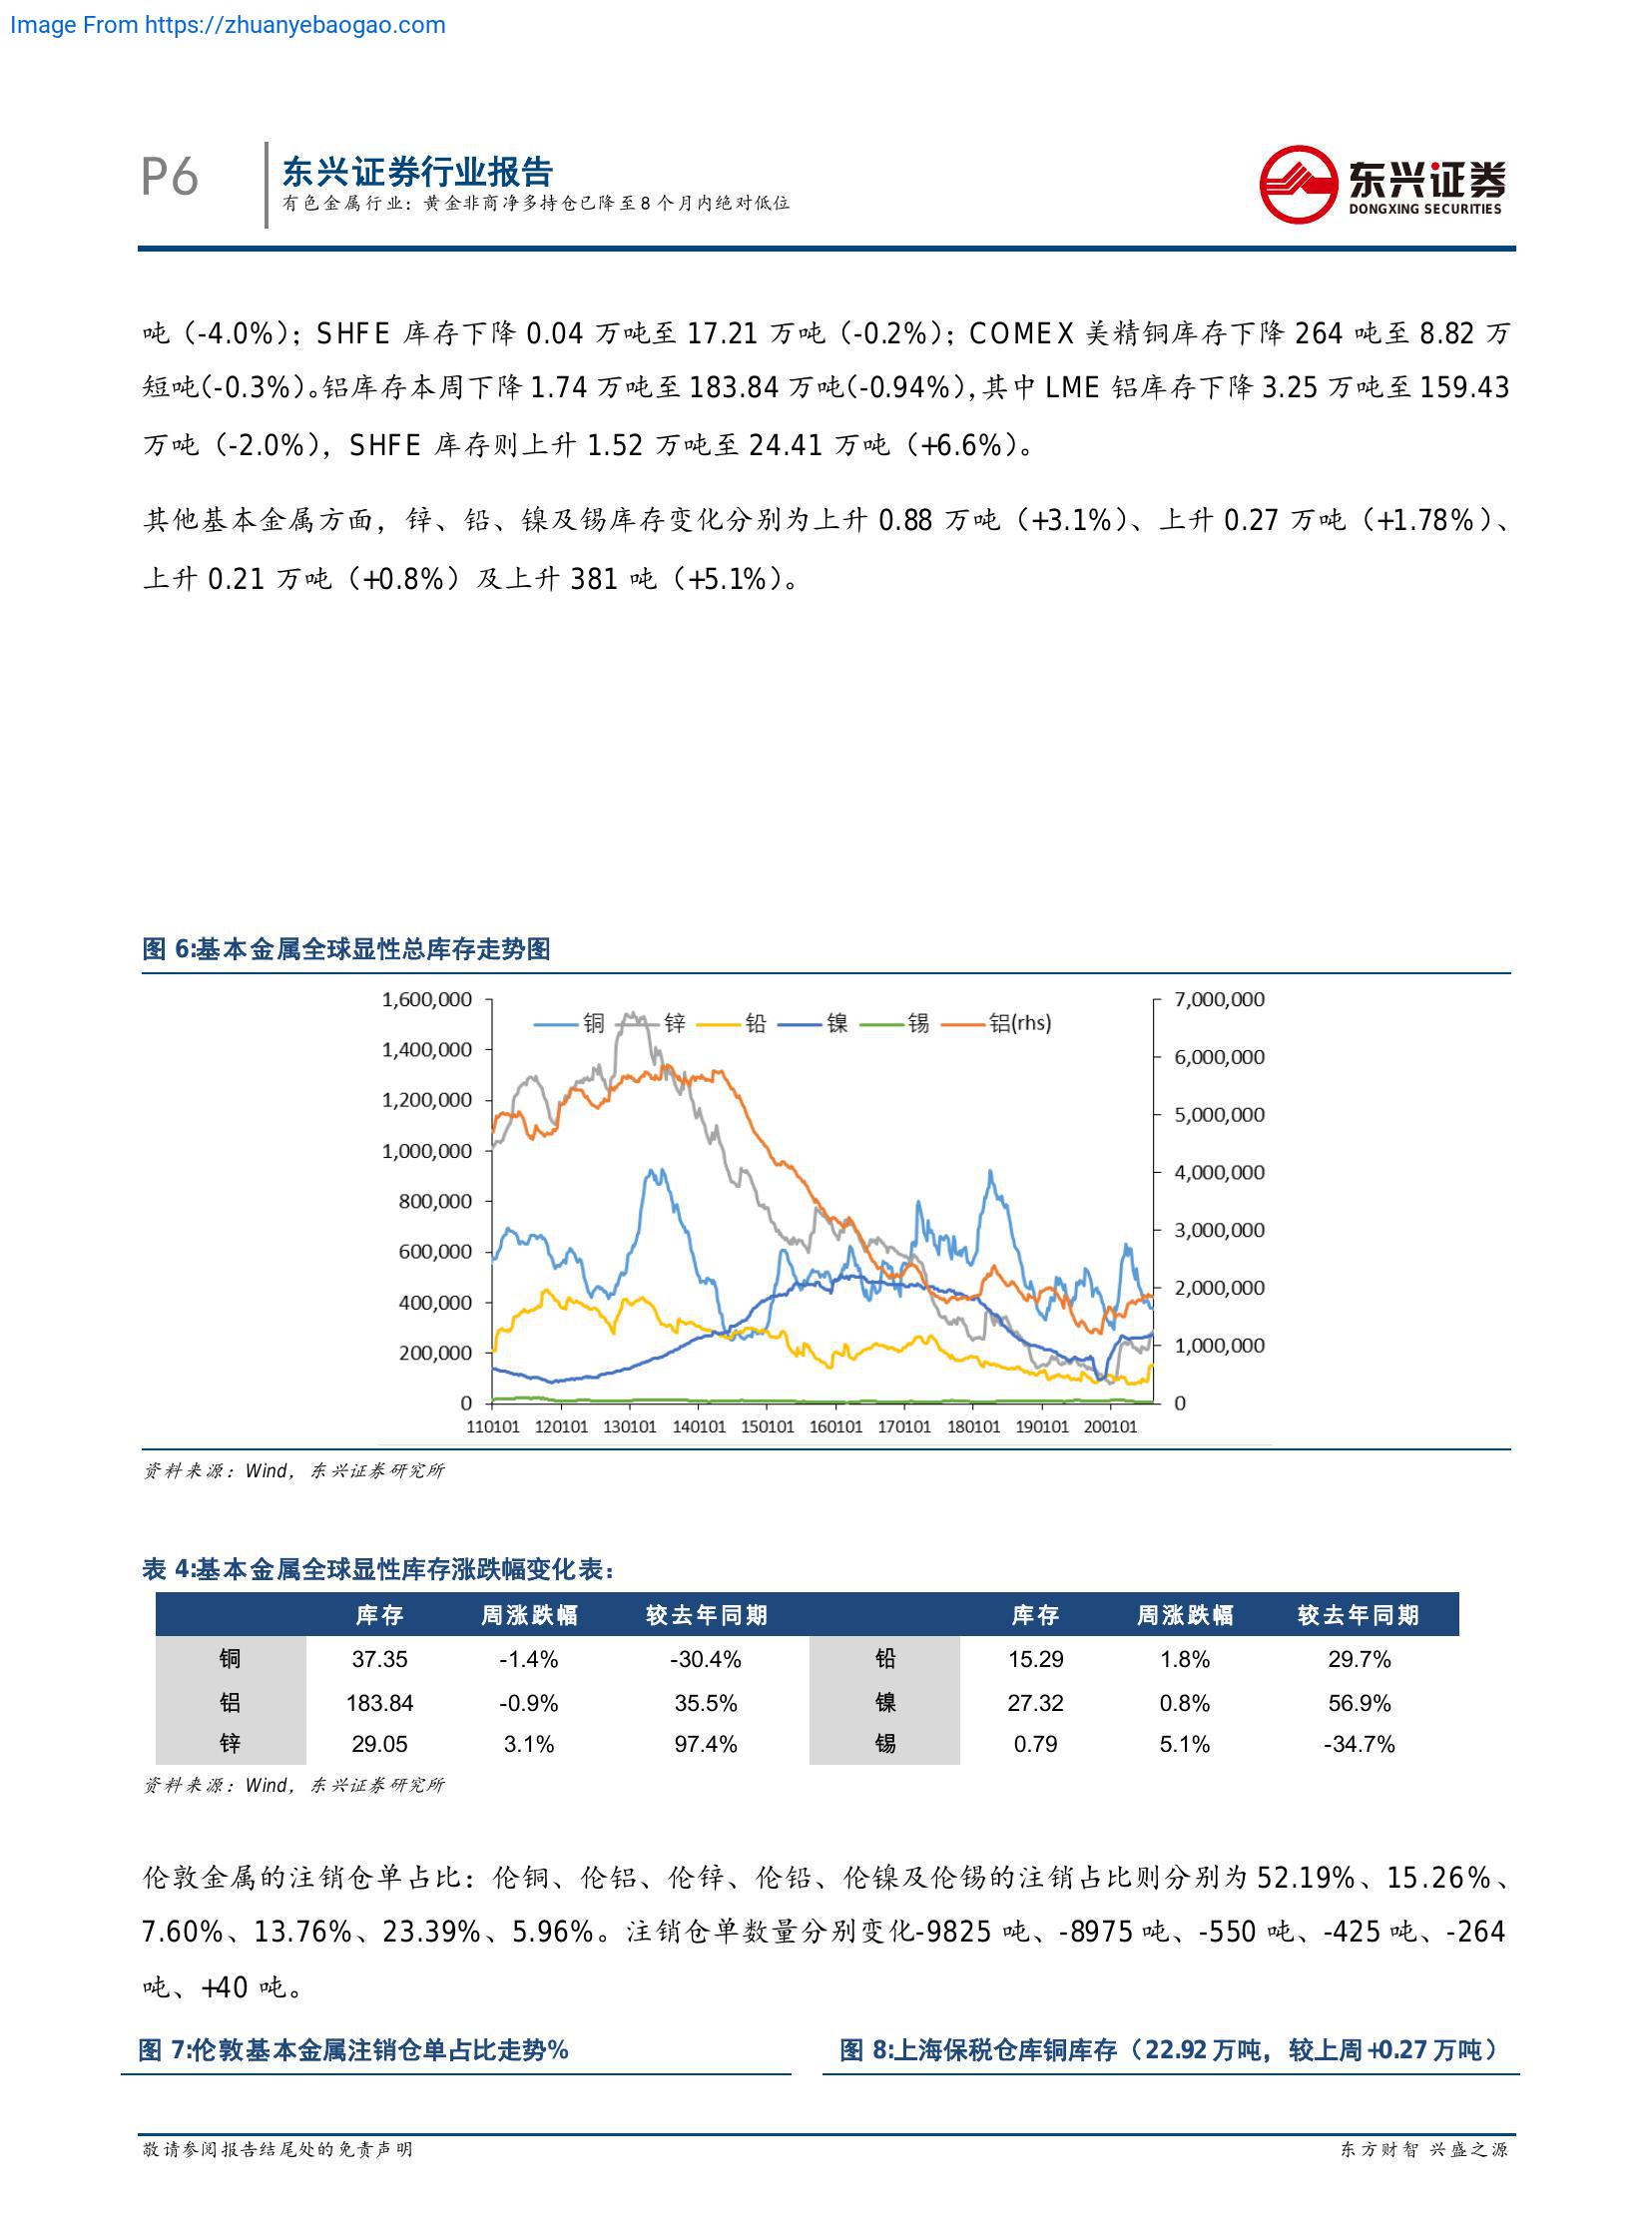 Image From https://zhuanyebaogao.com
P6
东兴证券行业报告
有色金属行业：黄金非商净多持仓已降至 8 个月内绝对低位
东兴证券
DONGXING SECURITIES
吨（-4.0%）；SHFE 库存下降 0.04 万吨至 17.21 万吨（-0.2%）；COMEX 美精铜库存下降 264 吨至 8.82 万
短吨(-0.3%)。铝库存本周下降 1.74 万吨至 183.84 万吨(-0.94%)，其中 LME 铝库存下降 3.25 万吨至 159.43
万吨（-2.0%），SHFE 库存则上升 1.52 万吨至 24.41 万吨（+6.6%）。
其他基本金属方面，锌、铅、镍及锡库存变化分别为上升 0.88 万吨（+3.1%）、上升 0.27 万吨（+1.78%）、
上升 0.21 万吨（+0.8%）及上升 381 吨（+5.1%）。
图 6:基本金属全球显性总库存走势图
1,600,000 7,000,000
铜 锌 铅 镍 锡 铝(rhs)
1,400,000 6,000,000
1,200,000 5,000,000
1,000,000 4,000,000
800,000 3,000,000
600,000
400,000 2,000,000
200,000 1,000,000
0 0
110101 120101 130101 140101 150101 160101 170101 180101 190101 200101
资料来源：Wind，东兴证券研究所
表 4:基本金属全球显性库存涨跌幅变化表：
库存 周涨跌幅 较去年同期 库存 周涨跌幅 较去年同期
铜 37.35 -1.4% -30.4% 铅 15.29 1.8% 29.7%
铝 183.84 -0.9% 35.5% 镍 27.32 0.8% 56.9%
锌 29.05 3.1% 97.4% 锡 0.79 5.1% -34.7%
资料来源：Wind，东兴证券研究所
伦敦金属的注销仓单占比：伦铜、伦铝、伦锌、伦铅、伦镍及伦锡的注销占比则分别为 52.19%、15.26%、
7.60%、13.76%、23.39%、5.96%。注销仓单数量分别变化-9825 吨、-8975 吨、-550 吨、-425 吨、-264
吨、+40 吨。
图 7:伦敦基本金属注销仓单占比走势%
图 8:上海保税仓库铜库存（22.92 万吨，较上周+0.27 万吨）
敬请参阅报告结尾处的免责声明
东方财智 兴盛之源